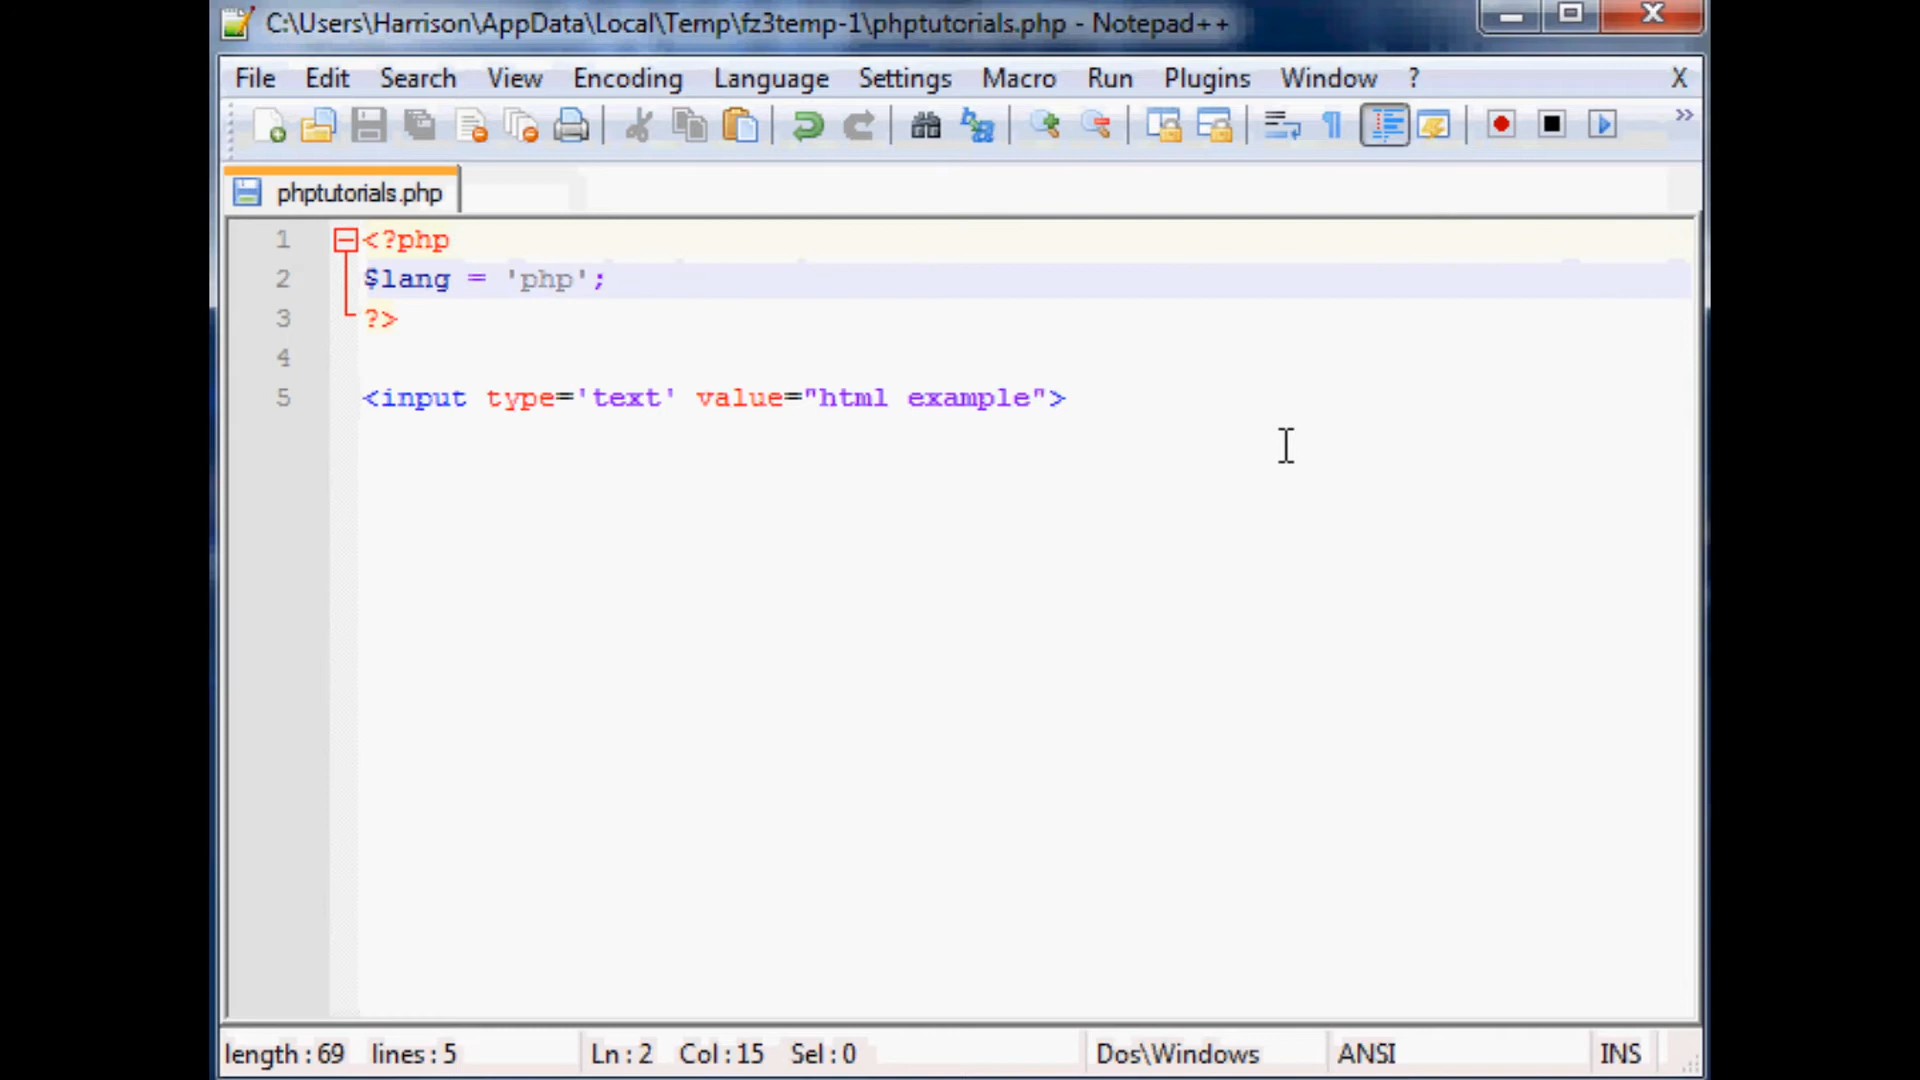 C:\Users\Harrison\AppData\Local\Temp\fz3temp-1\phptutorials.php - Notepad++
File Edit Search View Encoding Language Settings Macro Run Plugins Window ? X
phptutorials.php
1 <?php
2 $lang = 'php';
3 ?>
4
5 <input type='text' value="html example">
length : 69 lines : 5 Ln : 2 Col : 15 Sel : 0 Dos\Windows ANSI INS